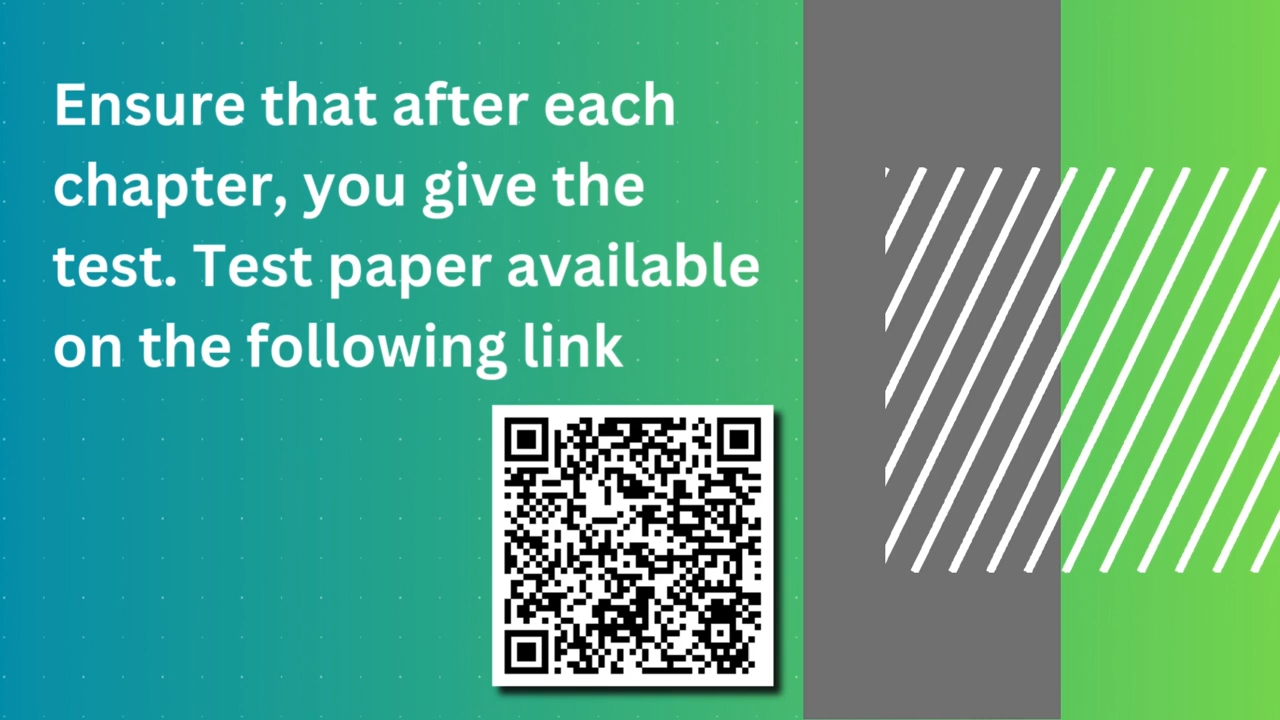 Ensure that after each
chapter, you give the
test. Test paper available
on the following link